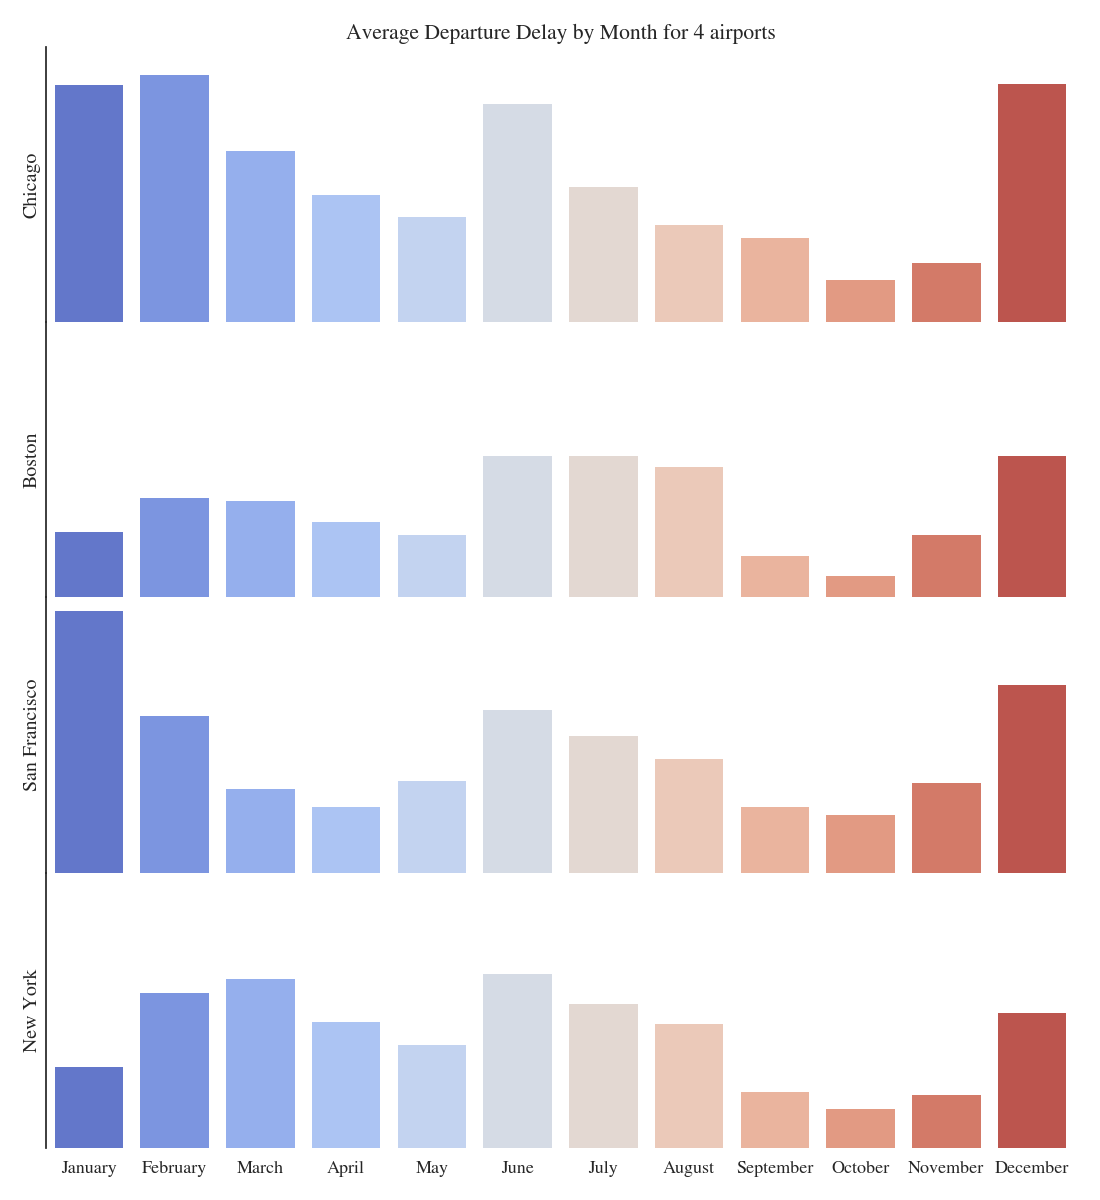 Average Departure Delay by Month for 4 airports
Chicago
Boston
San Francisco
New York
January February March April May June July August September October November December